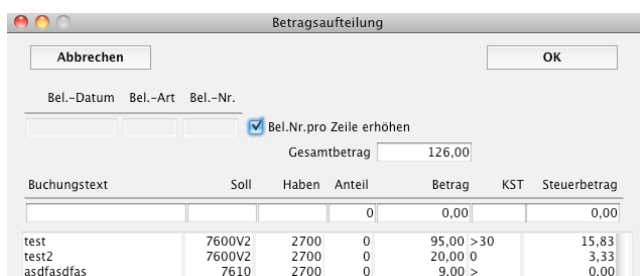 Betragsaufteilung
Abbrechen OK
Bel.-Datum Bel.-Art Bel.-Nr.
Bel.Nr.pro Zeile erhöhen
Gesamtbetrag 126,00
Buchungstext Soll Haben Anteil Betrag KST Steuerbetrag
0 0,00 0,00
test 7600V2 2700 0 95,00 >30 15,83
test2 7600V2 2700 0 20,00 0 3,33
asdfasdfas 7610 2700 0 9,00 > 0,00